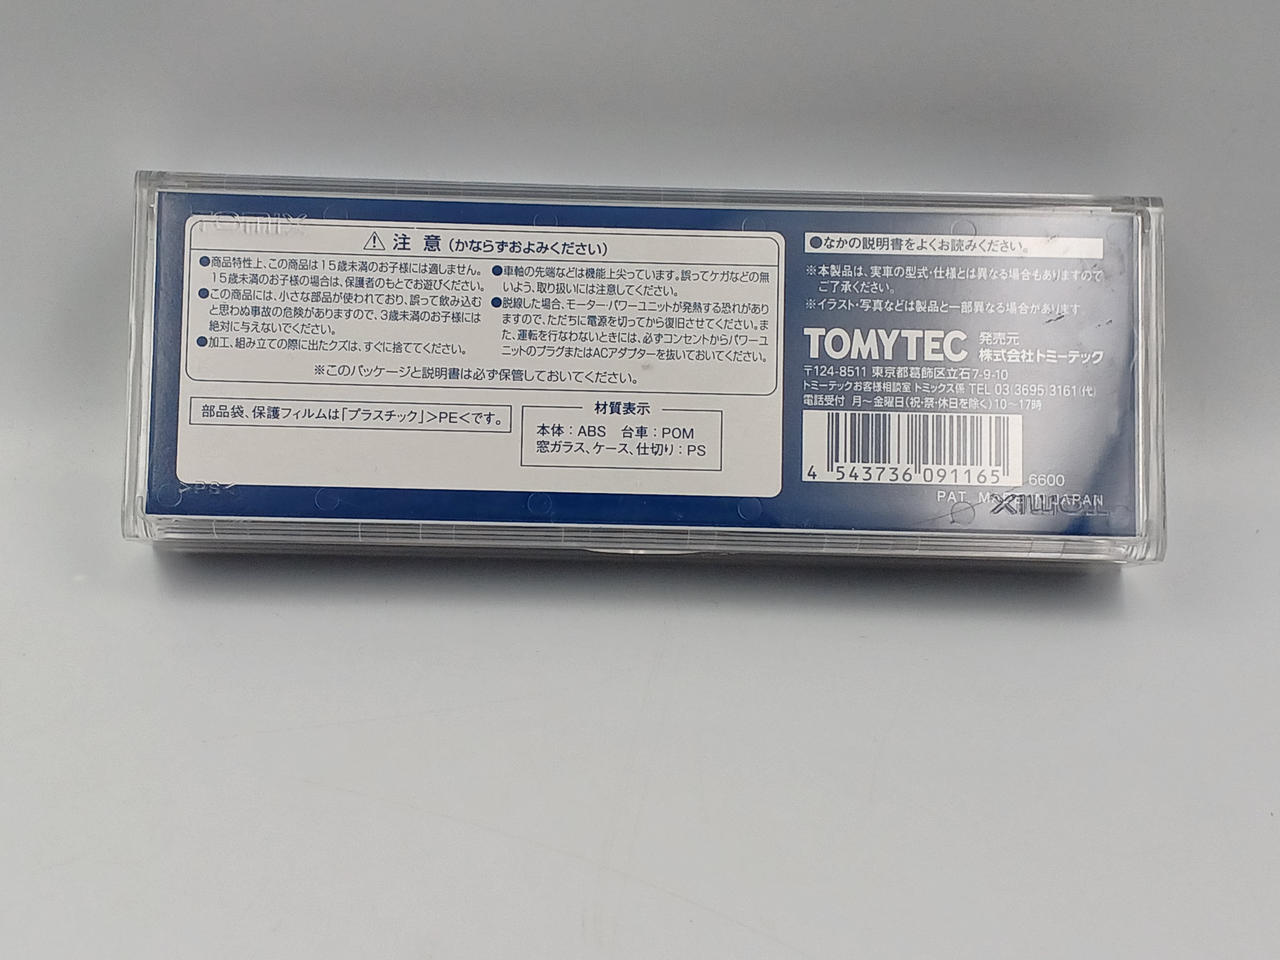 TOMIX
⚠ 注 意 (かならずおよみください)
●商品特性上、この商品は15歳未満のお子様には適しません。
15歳未満のお子様の場合は、保護者のもとでお遊びください。
●この商品には、小さな部品が使われており、誤って飲み込む
と思わぬ事故の危険がありますので、3歳未満のお子様には
絶対に与えないでください。
●加工、組み立ての際に出たクズは、すぐに捨ててください。
●車軸の先端などは機能上尖っています。誤ってケガなどの無
いよう、取り扱いには注意してください。
●脱線した場合、モーター・パワーユニットが発熱する恐れがあり
ますので、ただちに電源を切ってから復旧させてください。ま
た、運転を行なわないときには、必ずコンセントからパワーユ
ニットのプラグまたはACアダプターを抜いておいてください。
※このパッケージと説明書は必ず保管しておいてください。
部品袋、保護フィルムは「プラスチック」>PE<です。
材質表示
本体：ABS 台車：POM
窓ガラス、ケース、仕切り：PS
>PS<
●なかの説明書をよくお読みください。
※本製品は、実車の型式・仕様とは異なる場合もありますので
ご了承ください。
※イラスト・写真などは製品と一部異なる場合があります
TOMYTEC 発売元
株式会社トミーテック
〒124-8511 東京都葛飾区立石7-9-10
トミーテックお客様相談室 トミックス係 TEL 03(3695)3161(代)
電話受付 月〜金曜日(祝・祭・休日を除く)10〜17時
4 543736 091165
6600
PAT. MADE IN JAPAN
TOMIX